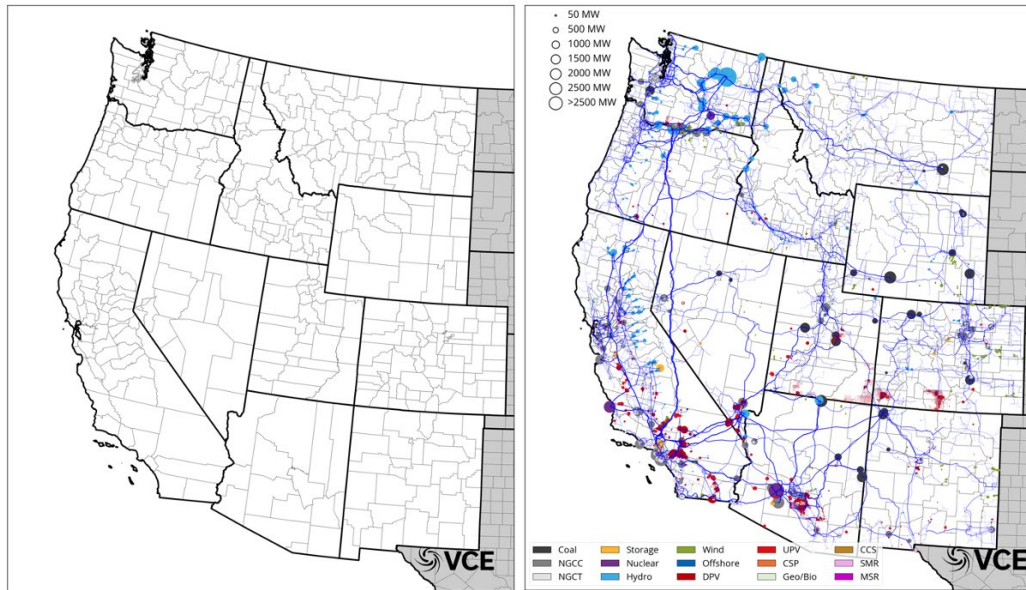 VCE
50 MW
500 MW
1000 MW
1500 MW
2000 MW
2500 MW
>2500 MW
Coal Storage Wind UPV CCS
NGCC Nuclear Offshore CSP SMR
NGCT Hydro DPV Geo/Bio MSR
VCE